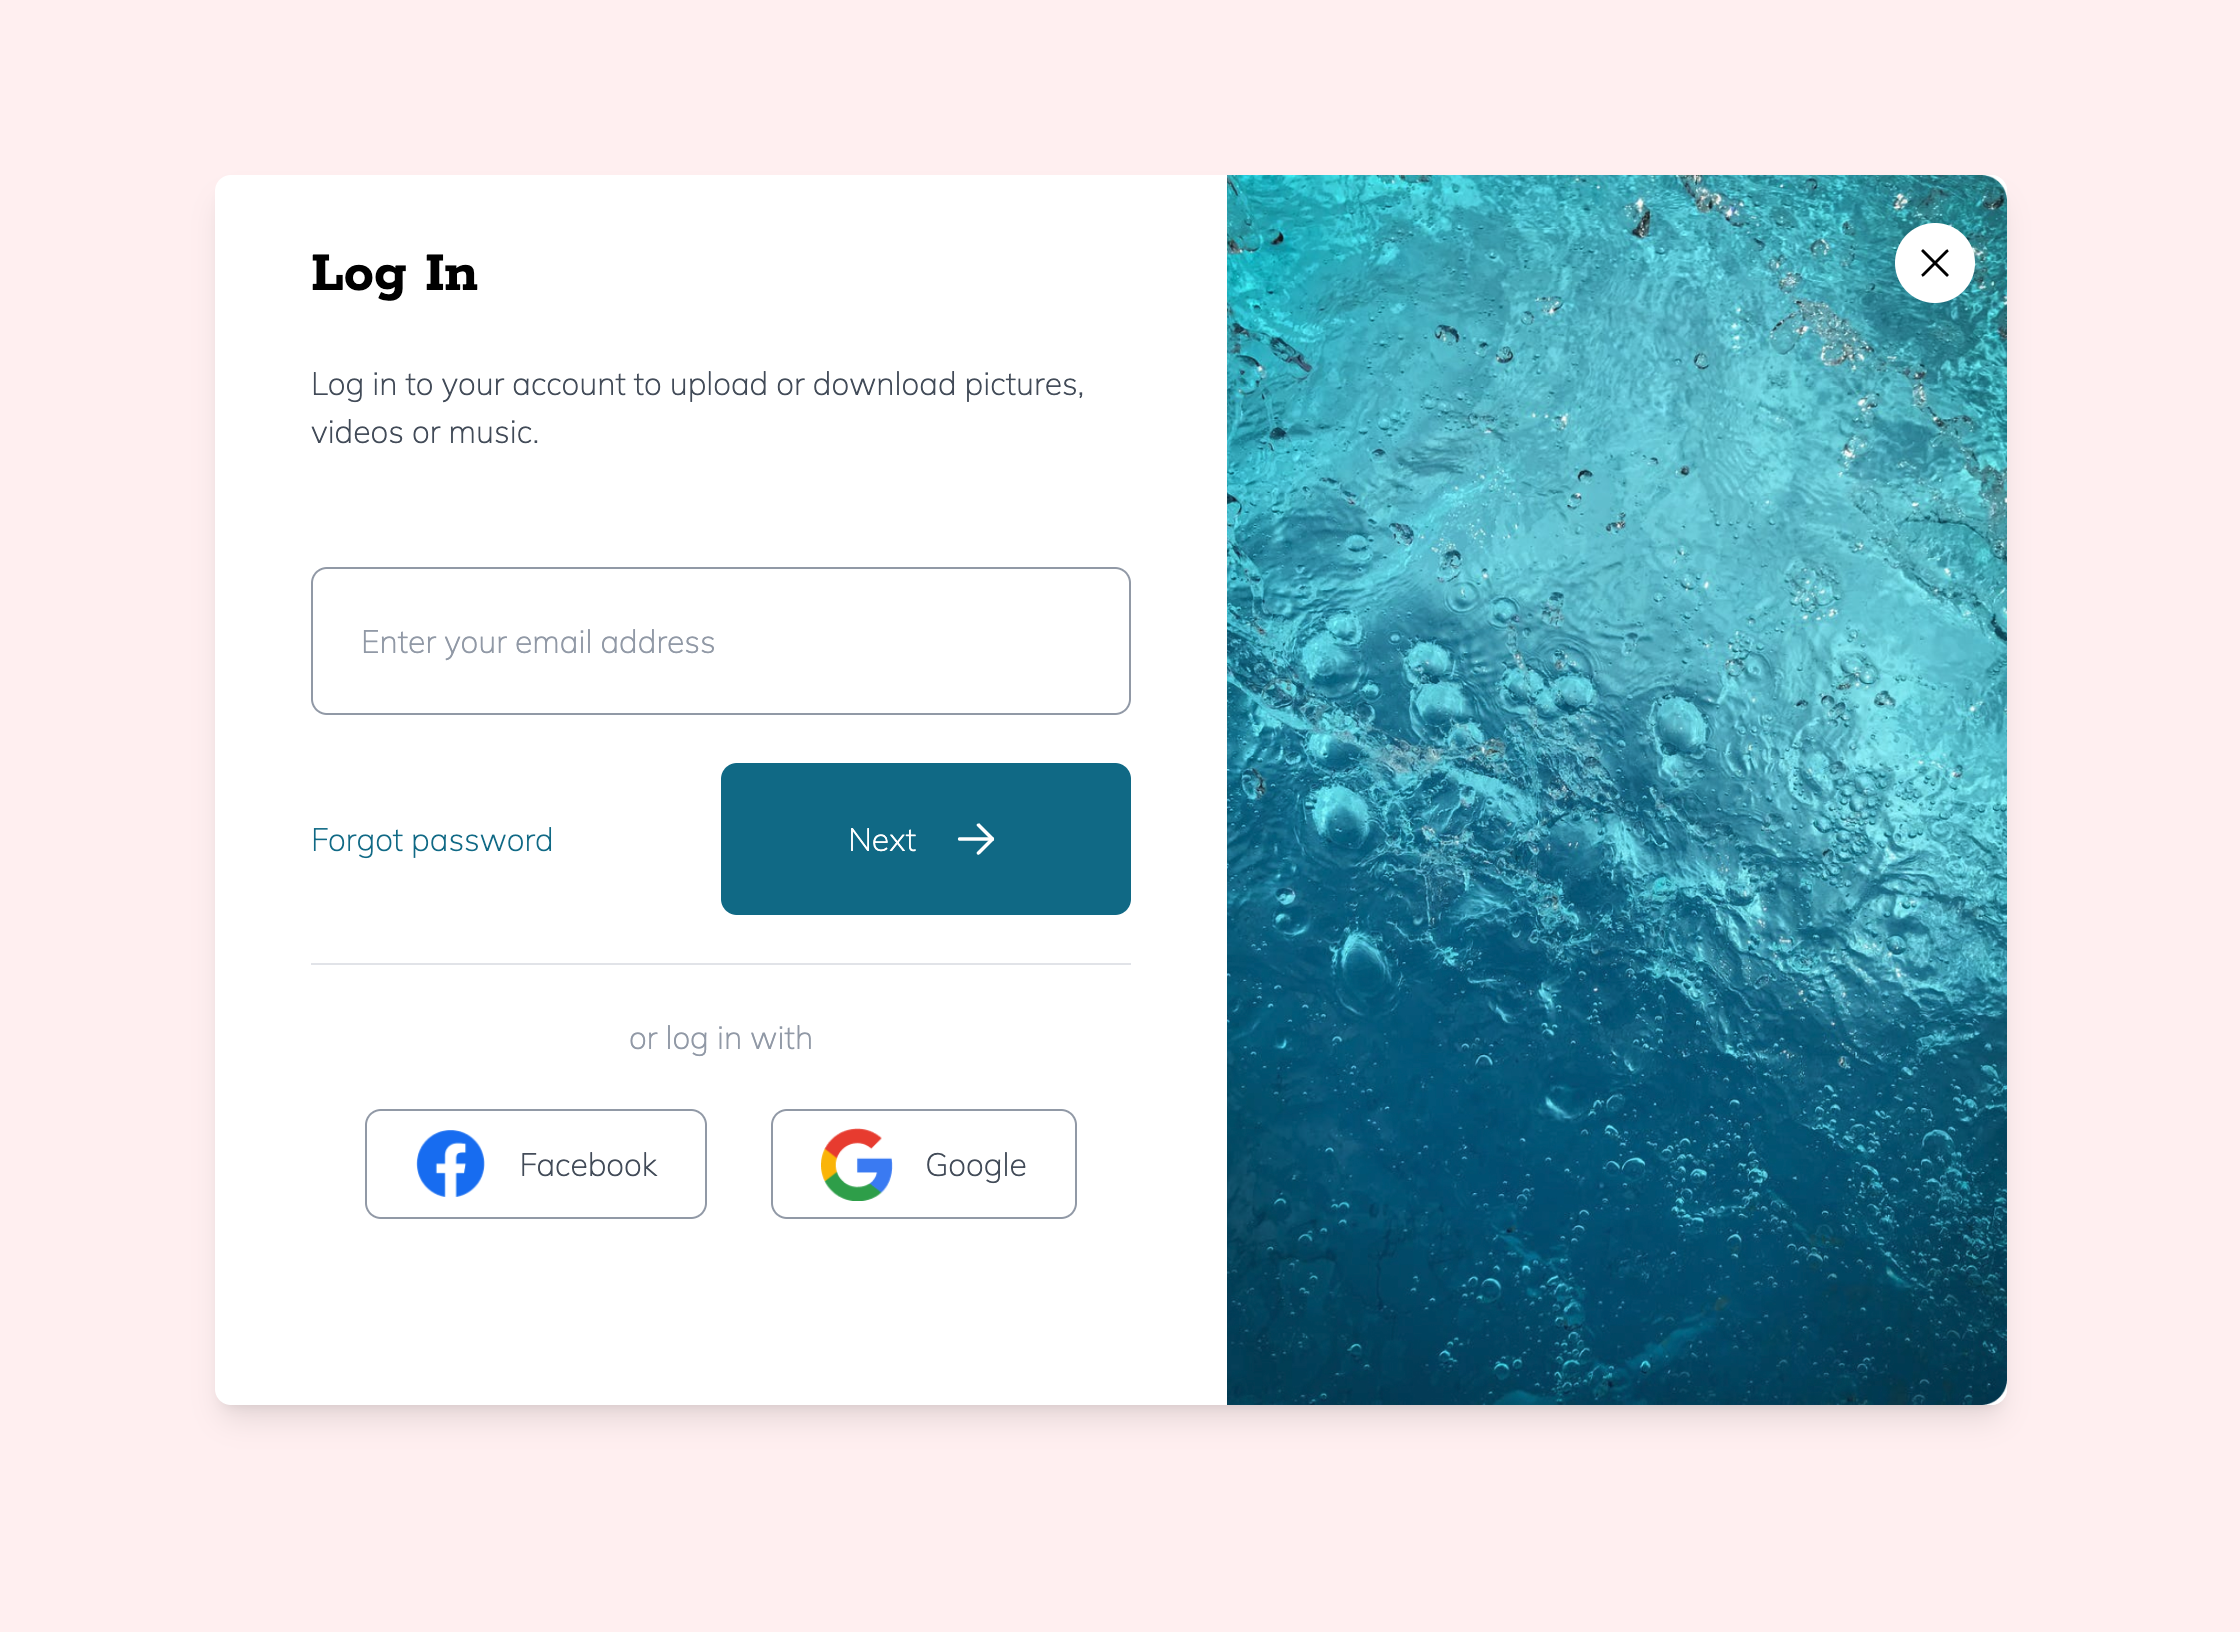 Log In
Log in to your account to upload or download pictures,
videos or music.
Enter your email address
Forgot password
Next
or log in with
Facebook
Google